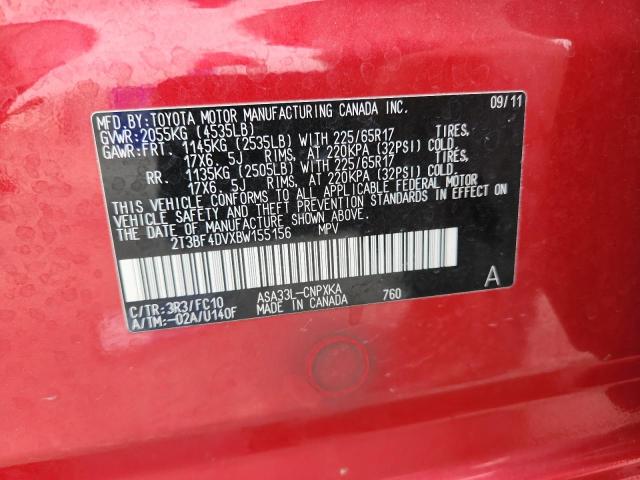 MFD.BY:TOYOTA MOTOR MANUFACTURING CANADA INC. 09/11
GVWR:2055KG (4535LB)
GAWR:FRT. 1145KG (2535LB) WITH 225/65R17 TIRES,
17X6.5J RIMS, AT 220KPA (32PSI) COLD.
RR. 1135KG (2505LB) WITH 225/65R17 TIRES,
17X6.5J RIMS, AT 220KPA (32PSI) COLD.
THIS VEHICLE CONFORMS TO ALL APPLICABLE FEDERAL MOTOR
VEHICLE SAFETY STANDARDS IN EFFECT ON
THE DATE OF MANUFACTURE SHOWN ABOVE.
2T3BF4DVXBW155156 MPV
A
C/TR:3R3/FC10 ASA33L-CNPXKA 760
A/TM:-02A/U140F MADE IN CANADA